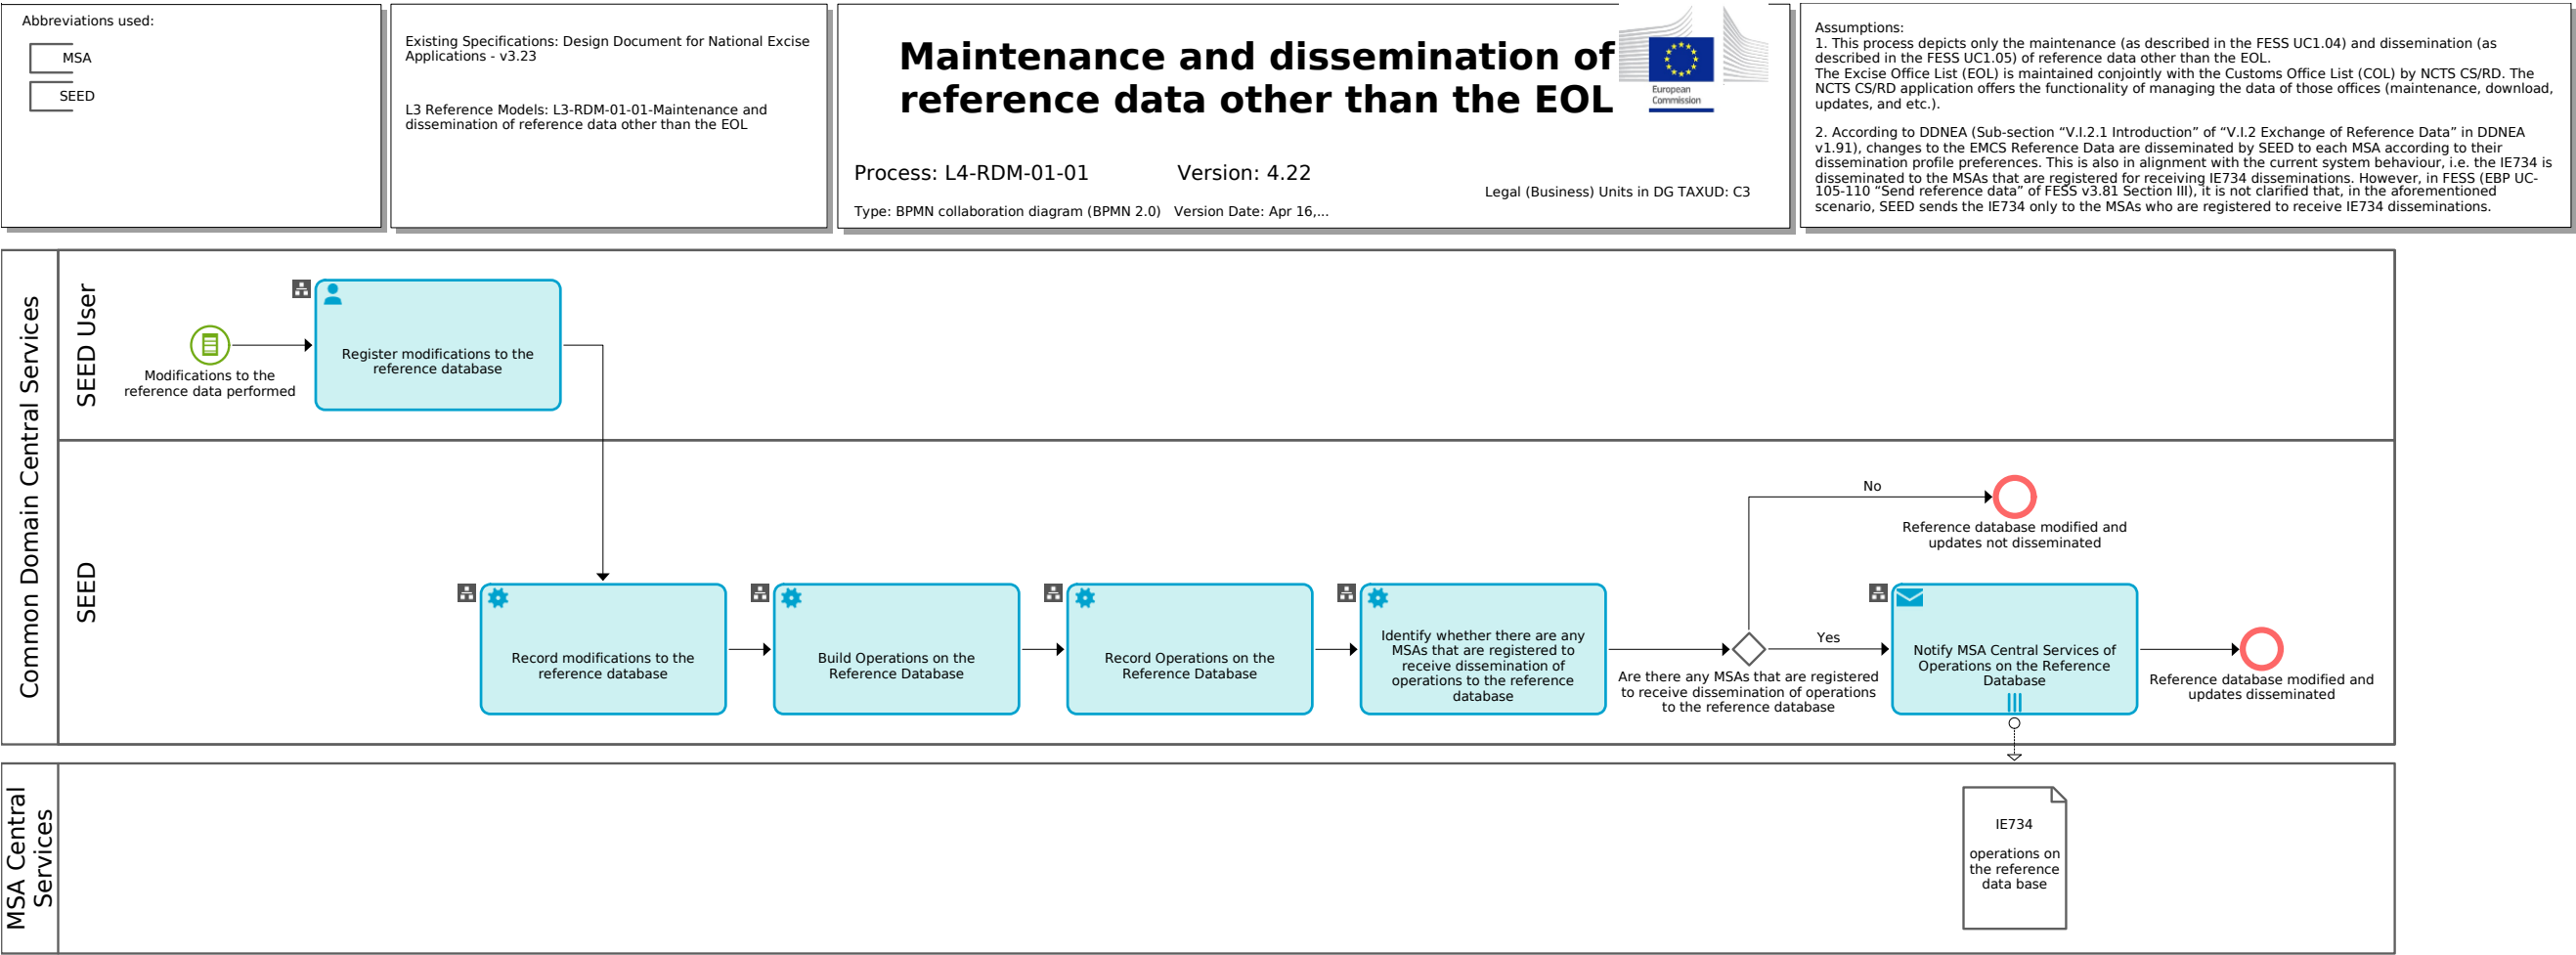 Abbreviations used:
MSA
SEED
Existing Specifications: Design Document for National Excise
Applications - v3.23
L3 Reference Models: L3-RDM-01-01-Maintenance and
dissemination of reference data other than the EOL
Maintenance and dissemination of
reference data other than the EOL
European
Commission
Process: L4-RDM-01-01
Version: 4.22
Legal (Business) Units in DG TAXUD: C3
Type: BPMN collaboration diagram (BPMN 2.0)
Version Date: Apr 16,...
Assumptions:
1. This process depicts only the maintenance (as described in the FESS UC1.04) and dissemination (as
described in the FESS UC1.05) of reference data other than the EOL.
The Excise Office List (EOL) is maintained conjointly with the Customs Office List (COL) by NCTS CS/RD. The
NCTS CS/RD application offers the functionality of managing the data of those offices (maintenance, download,
updates, and etc.).
2. According to DDNEA (Sub-section “V.I.2.1 Introduction” of “V.I.2 Exchange of Reference Data” in DDNEA
v1.91), changes to the EMCS Reference Data are disseminated by SEED to each MSA according to their
dissemination profile preferences. This is also in alignment with the current system behaviour, i.e. the IE734 is
disseminated to the MSAs that are registered for receiving IE734 disseminations. However, in FESS (EBP UC-
105-110 “Send reference data” of FESS v3.81 Section III), it is not clarified that, in the aforementioned
scenario, SEED sends the IE734 only to the MSAs who are registered to receive IE734 disseminations.
Common Domain Central Services
SEED User
Modifications to the
reference data performed
Register modifications to the
reference database
SEED
Record modifications to the
reference database
Build Operations on the
Reference Database
Record Operations on the
Reference Database
Identify whether there are any
MSAs that are registered to
receive dissemination of
operations to the reference
database
Are there any MSAs that are registered
to receive dissemination of operations
to the reference database
No
Reference database modified and
updates not disseminated
Yes
Notify MSA Central Services of
Operations on the Reference
Database
Reference database modified and
updates disseminated
MSA Central
Services
IE734
operations on
the reference
data base